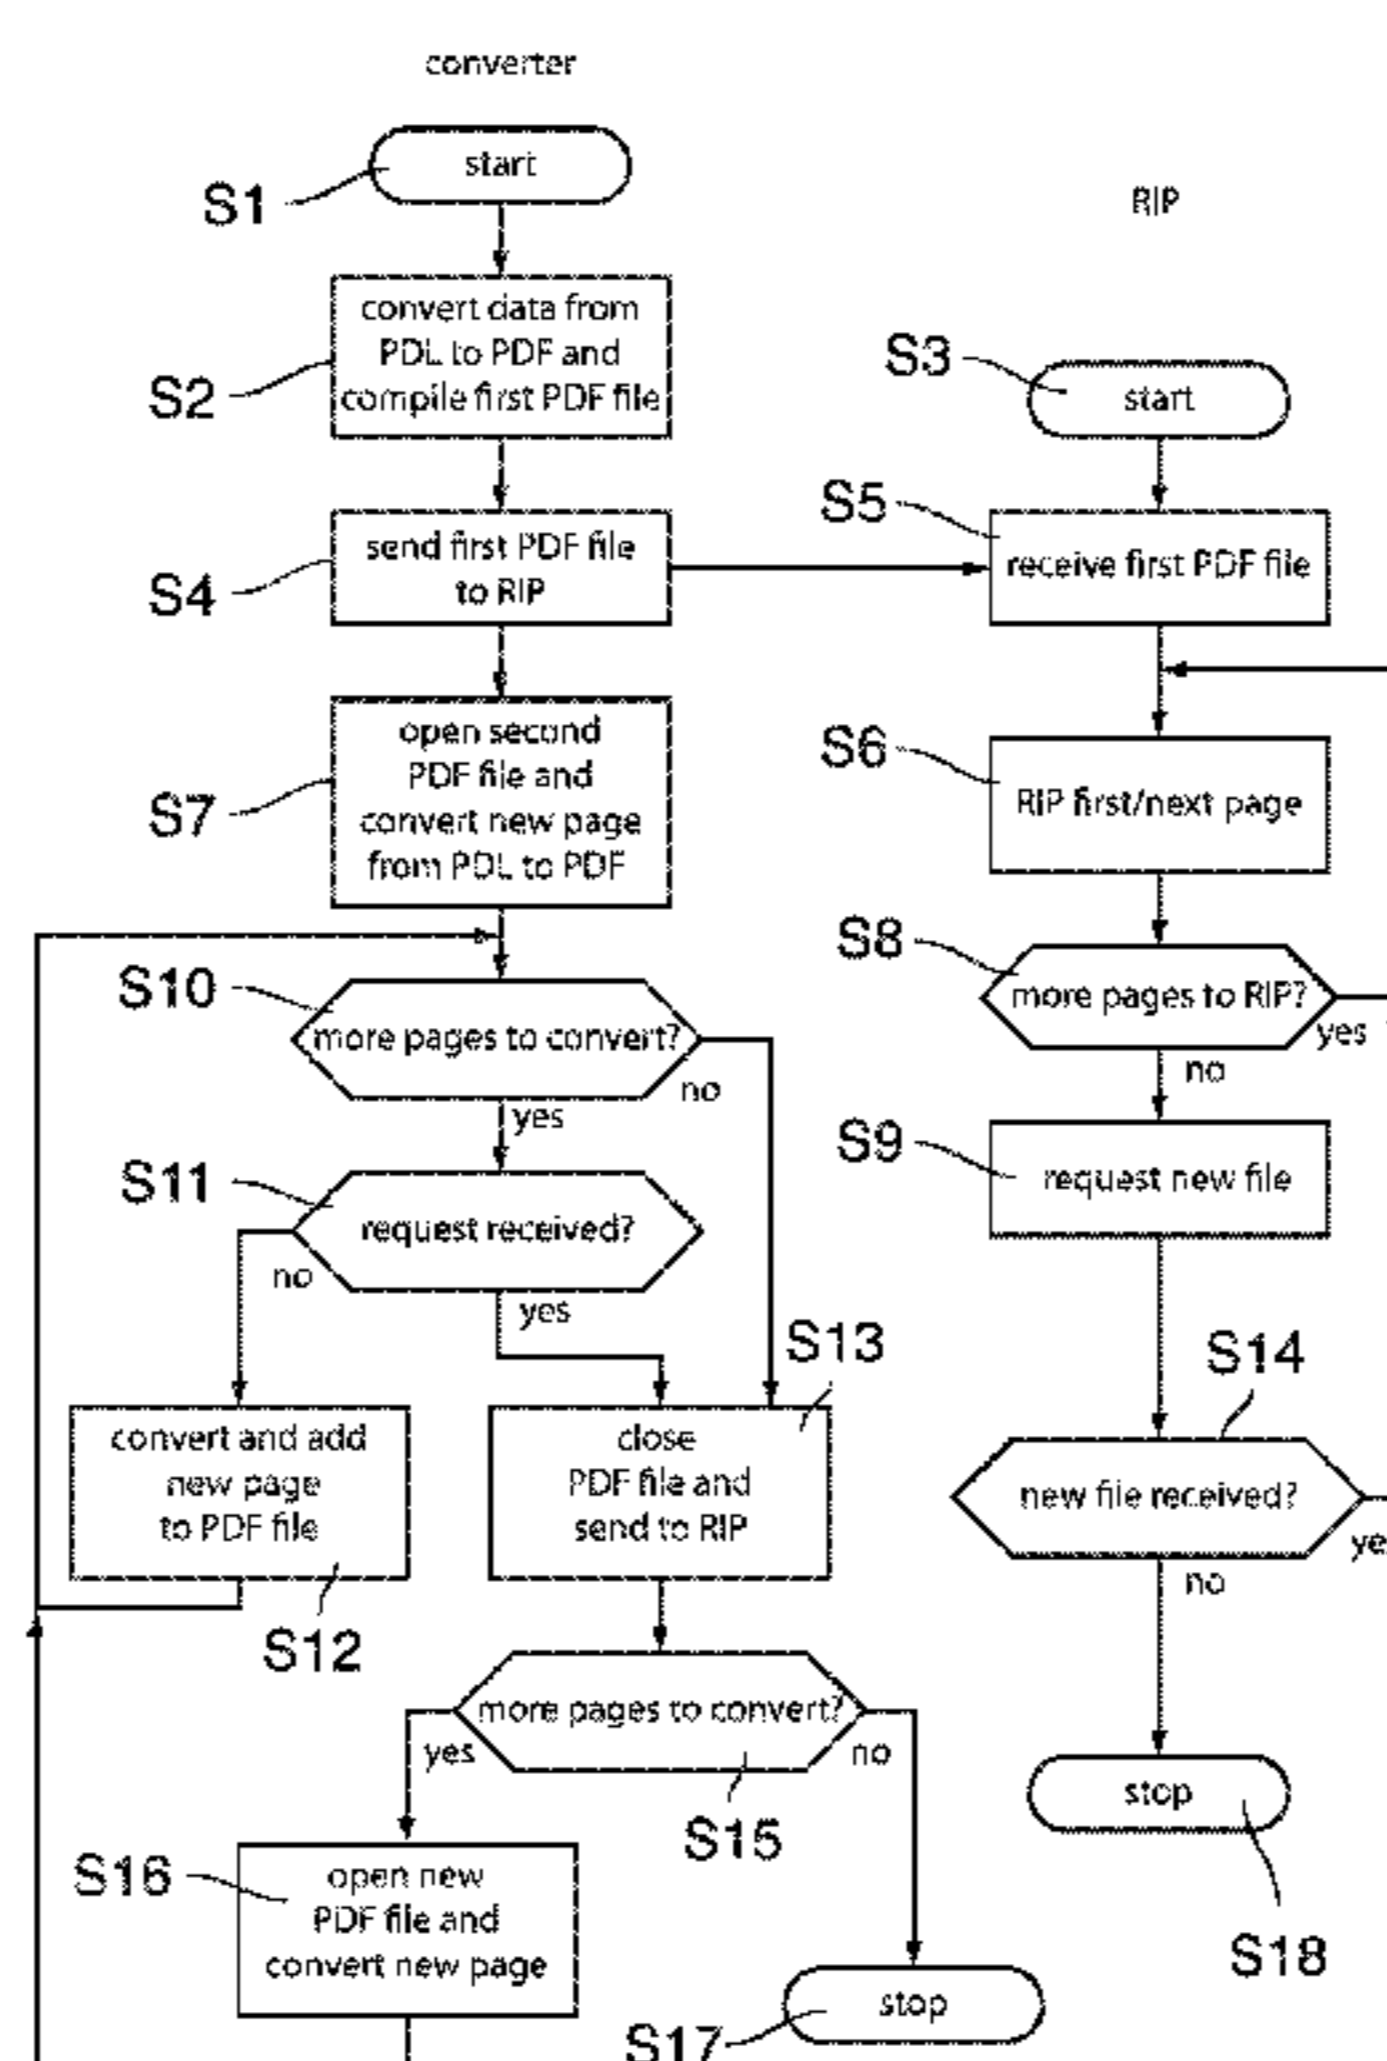 converter
start
S1
RIP
convert data from
PDL to PDF and
compile first PDF file
S2
S3
start
S5
send first PDF file
to RIP
S4
receive first PDF file
open second
PDF file and
convert new page
from PDL to PDF
S7
S6
RIP first/next page
S8
more pages to RIP?
yes
no
S10
more pages to convert?
no
yes
S9
request new file
S11
request received?
no
yes
S13
S14
convert and add
new page
to PDF file
S12
close
PDF file and
send to RIP
new file received?
ye
no
more pages to convert?
yes
no
S15
stop
S18
S16
open new
PDF file and
convert new page
stop
S17